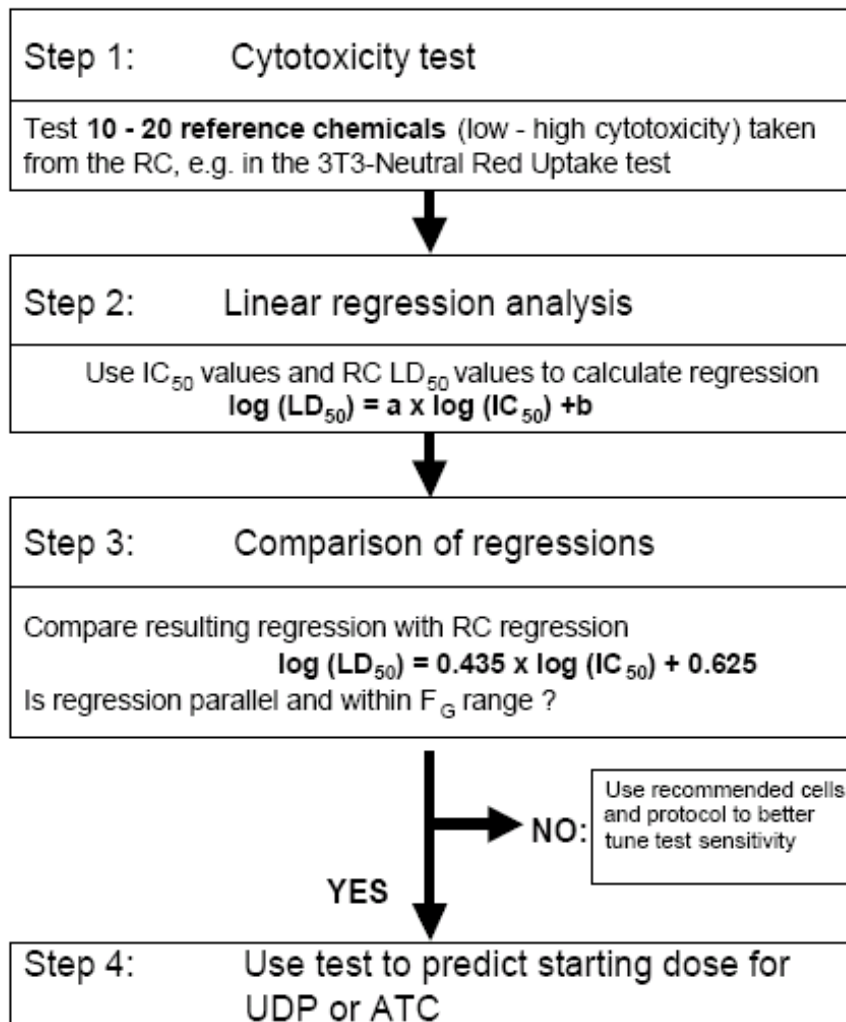 Step 1: Cytotoxicity test
Test 10 - 20 reference chemicals (low - high cytotoxicity) taken
from the RC, e.g. in the 3T3-Neutral Red Uptake test
Step 2: Linear regression analysis
Use IC50 values and RC LD50 values to calculate regression
log (LD50) = a x log (IC50) +b
Step 3: Comparison of regressions
Compare resulting regression with RC regression
log (LD50) = 0.435 x log (IC50) + 0.625
Is regression parallel and within FG range ?
NO:
Use recommended cells
and protocol to better
tune test sensitivity
YES
Step 4: Use test to predict starting dose for
UDP or ATC